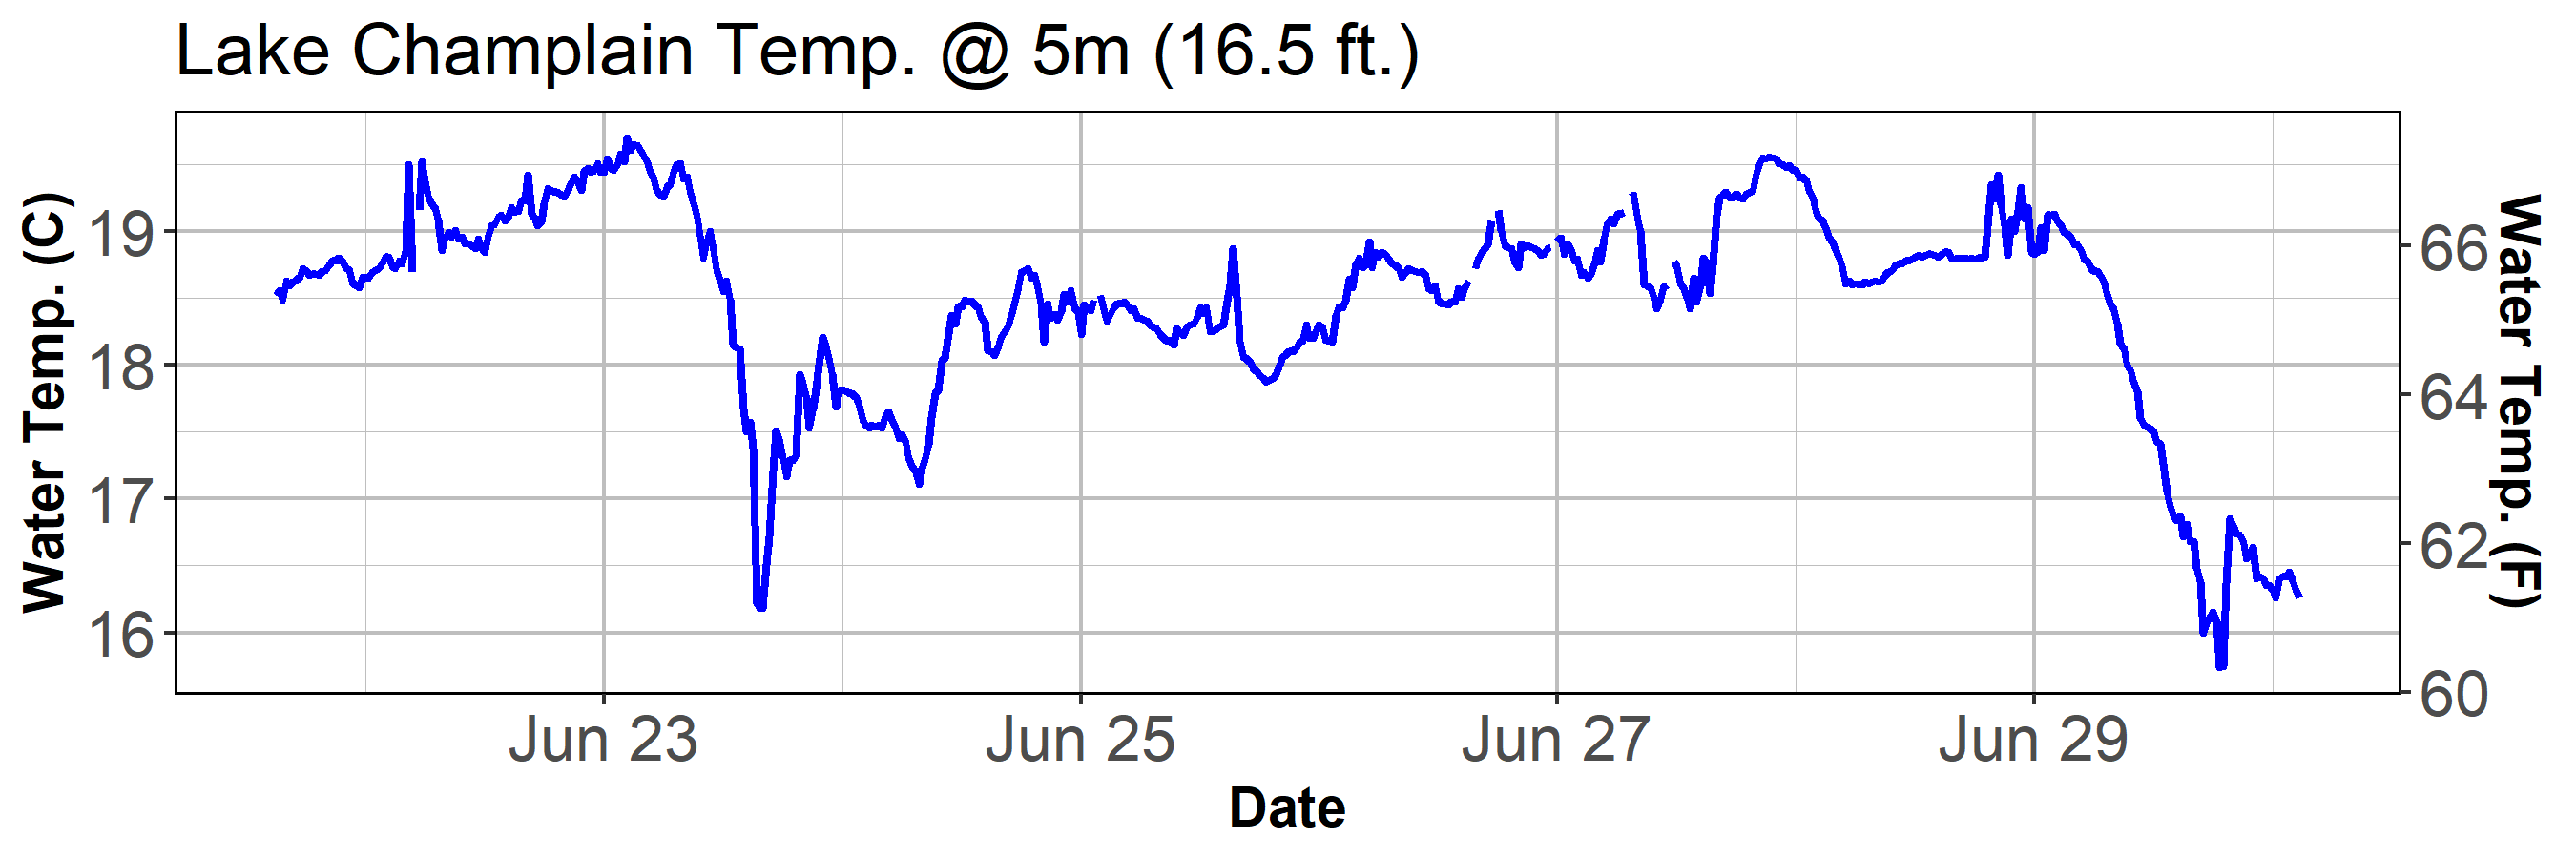 Lake Champlain Temp. @ 5m (16.5 ft.)
Water Temp. (C)
19
18
17
16
66
64
62
60
Water Temp. (F)
Jun 23
Jun 25
Jun 27
Jun 29
Date